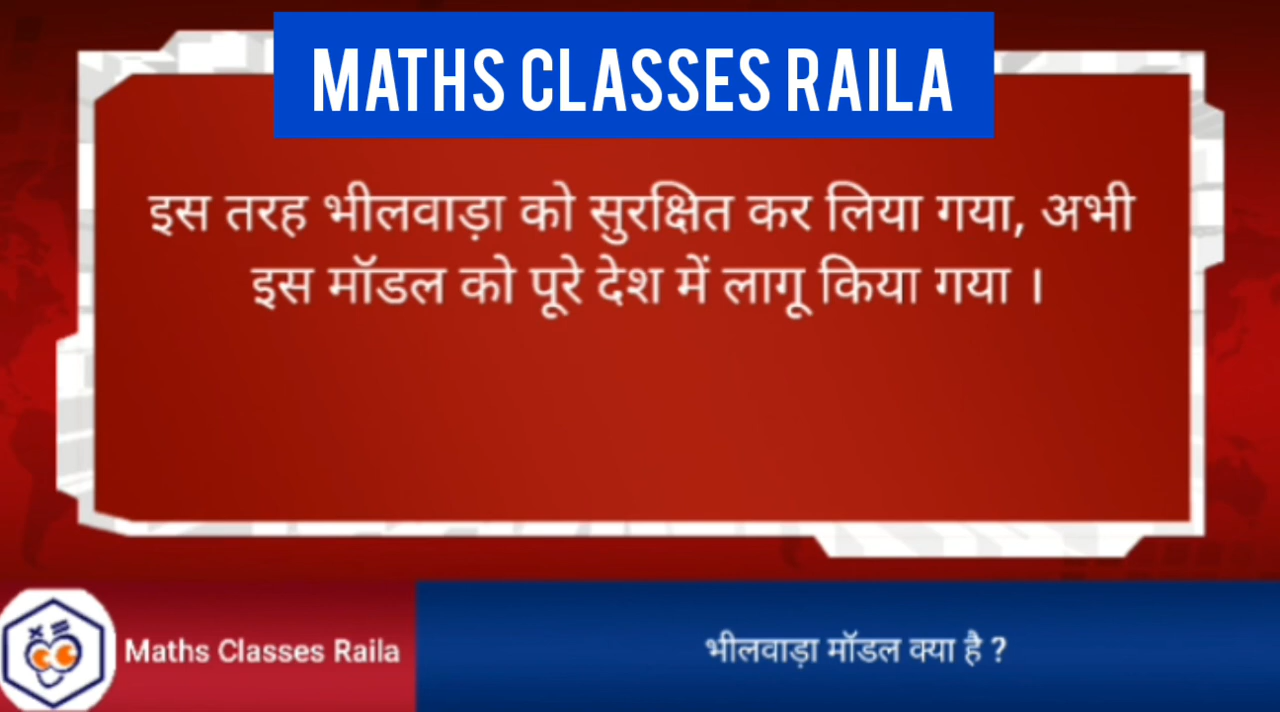 MATHS CLASSES RAILA
इस तरह भीलवाड़ा को सुरक्षित कर लिया गया, अभी
इस मॉडल को पूरे देश में लागू किया गया ।
Maths Classes Raila
भीलवाड़ा मॉडल क्या है ?